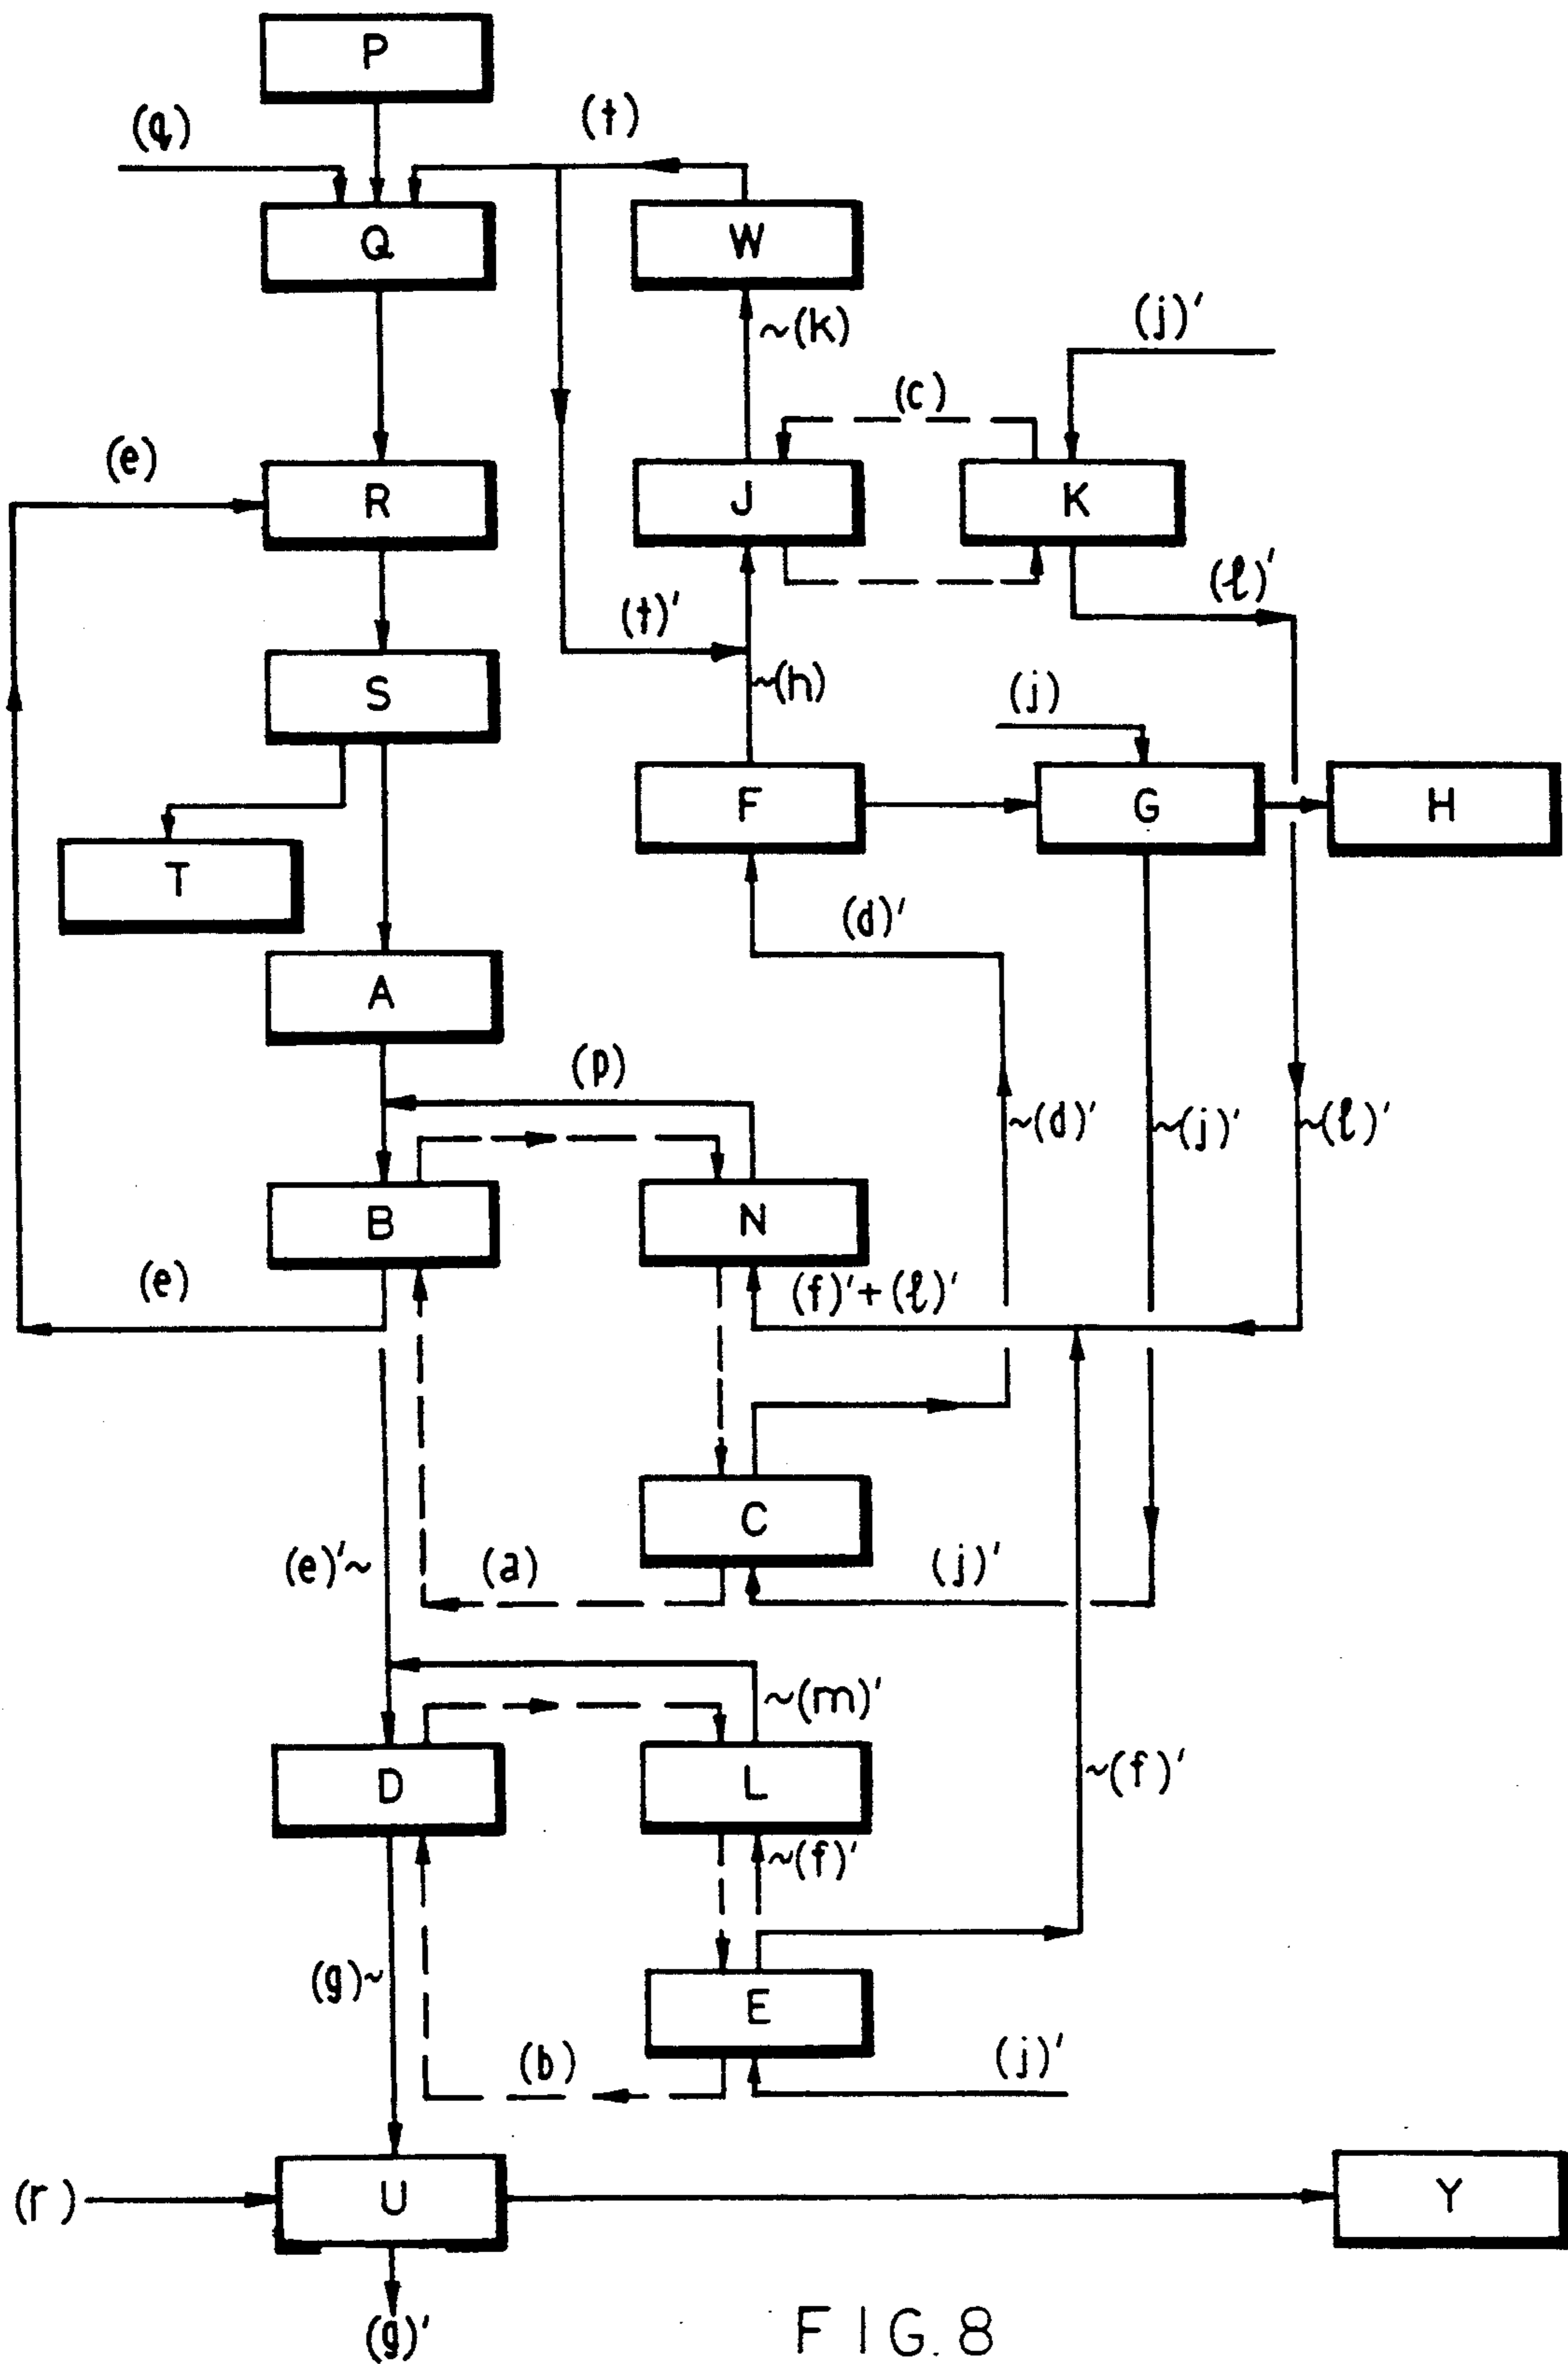 P
(q)
(t)
Q
W
~(k)
(j)'
(c)
(e)
R
J
K
(t)'
(l)'
~(h)
(j)
S
F
G
H
T
(d)'
A
(p)
~(d)'
~(j)'
~(l)'
B
N
(e)
(f)'+(l)'
C
(e)'~
(a)
(j)'
~(m)'
D
L
~(f)'
~(f)'
(g)~
E
(b)
(j)'
(r)
U
Y
(g)'
FIG. 8